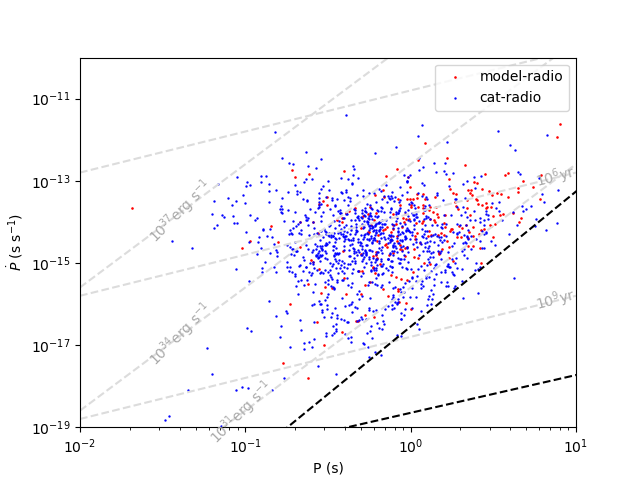 model-radio
cat-radio
10^{-11}
10^{-13}
10^{-15}
10^{-17}
10^{-19}
Ṗ (s s^{-1})
10^{37} erg s^{-1}
10^{34} erg s^{-1}
10^{31} erg s^{-1}
10^{6} yr
10^{9} yr
10^{-2}
10^{-1}
10^{0}
10^{1}
P (s)